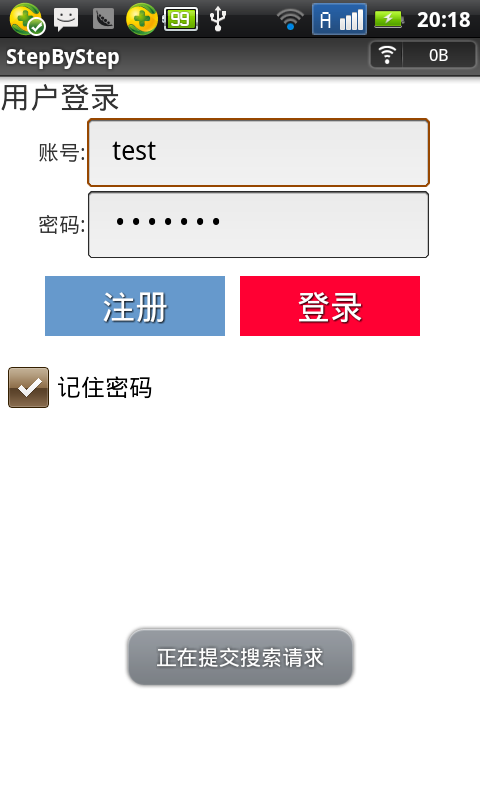 99 A 20:18
StepByStep 0B
用户登录
账号: test
密码: •••••••
注册 登录
记住密码
正在提交搜索请求